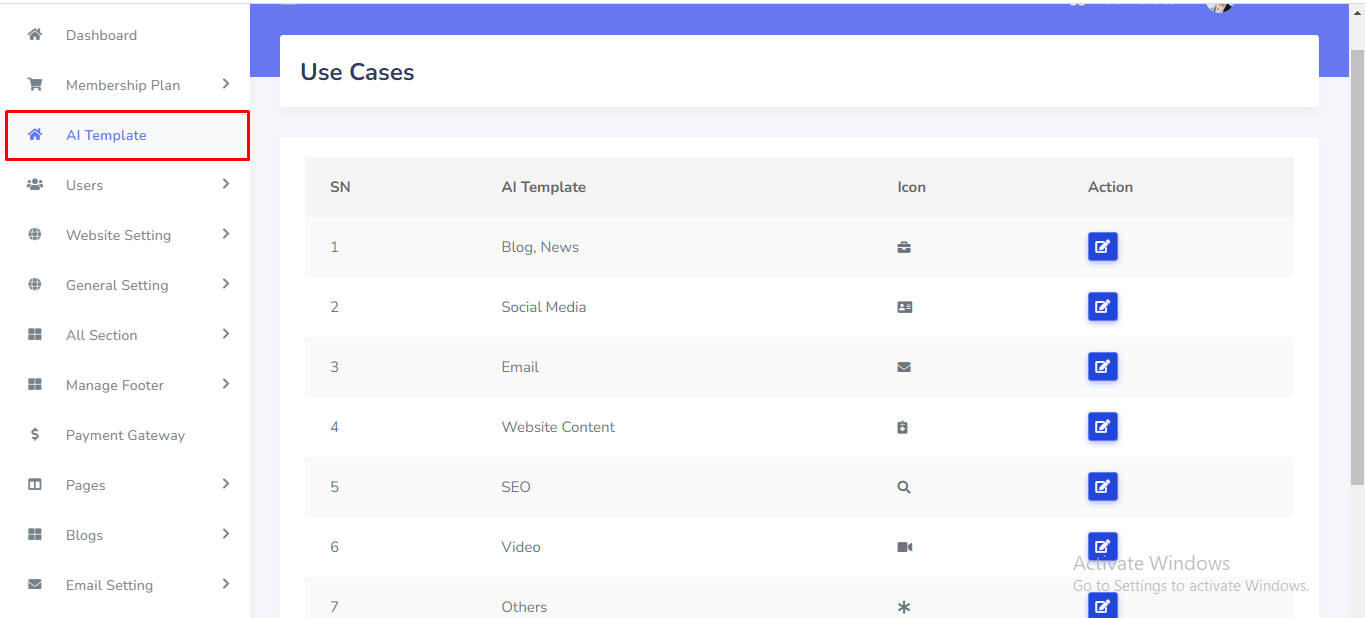 Dashboard
Membership Plan
AI Template
Users
Website Setting
General Setting
All Section
Manage Footer
Payment Gateway
Pages
Blogs
Email Setting
Use Cases
SN AI Template Icon Action
1 Blog, News
2 Social Media
3 Email
4 Website Content
5 SEO
6 Video
7 Others
Activate Windows
Go to Settings to activate Windows.